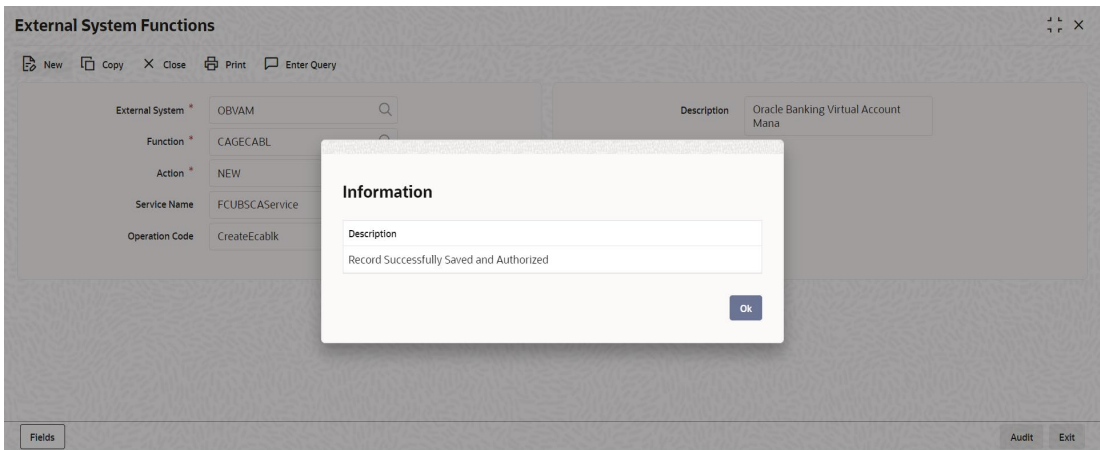 External System Functions
New Copy Close Print Enter Query
External System * OBVAM
Description Oracle Banking Virtual Account
Mana
Function * CAGECABL
Action * NEW
Service Name FCUBSCAService
Operation Code CreateEcablk
Information
Description
Record Successfully Saved and Authorized
Ok
Fields
Audit Exit